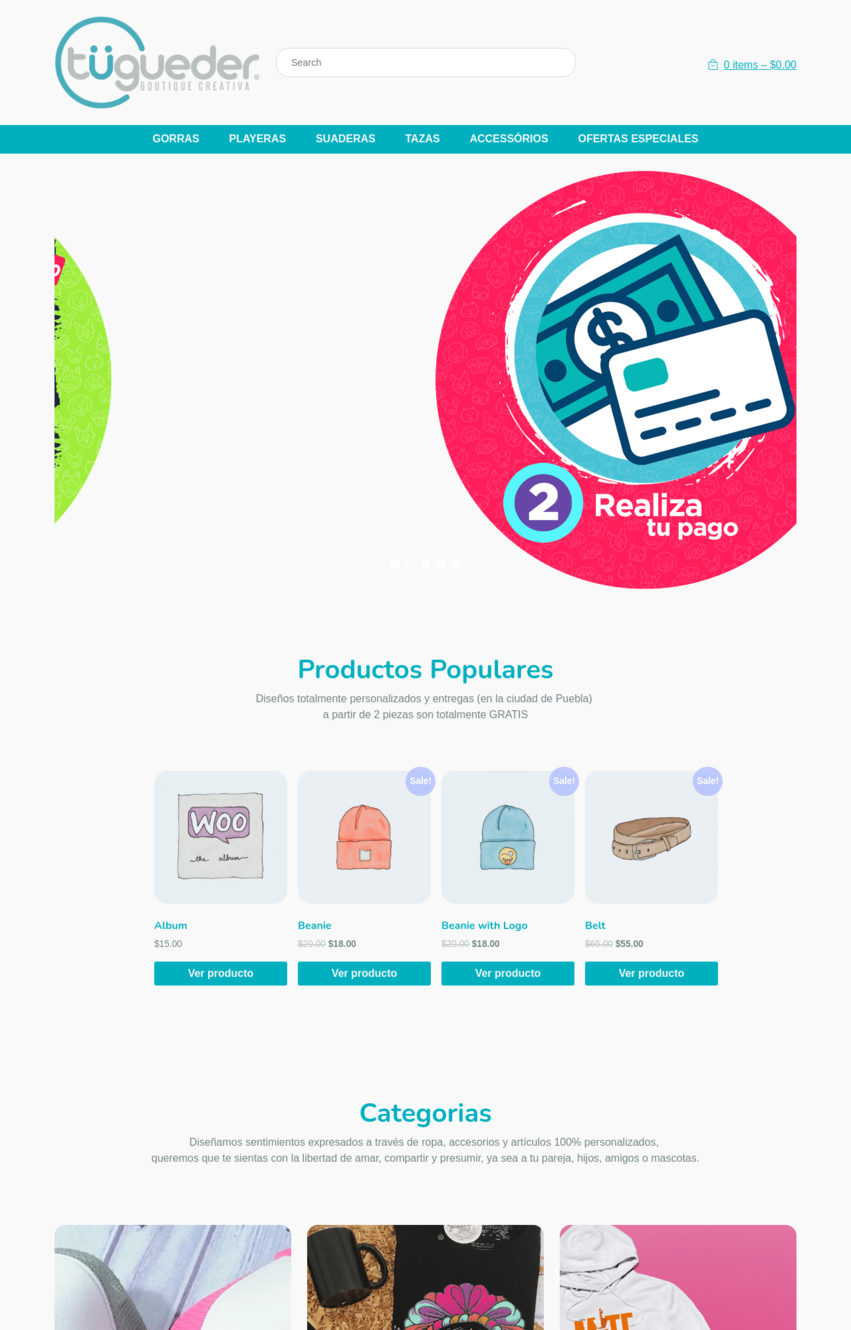 tügueder®
BOUTIQUE CREATIVA
Search
0 items – $0.00
GORRAS
PLAYERAS
SUADERAS
TAZAS
ACCESSÓRIOS
OFERTAS ESPECIALES
$
2
Realiza
tu pago
Productos Populares
Diseños totalmente personalizados y entregas (en la ciudad de Puebla)
a partir de 2 piezas son totalmente GRATIS
WOO
the album
Sale!
Sale!
Sale!
Album
Beanie
Beanie with Logo
Belt
$15.00
$20.00 $18.00
$20.00 $18.00
$65.00 $55.00
Ver producto
Ver producto
Ver producto
Ver producto
Categorias
Diseñamos sentimientos expresados a través de ropa, accesorios y artículos 100% personalizados,
queremos que te sientas con la libertad de amar, compartir y presumir, ya sea a tu pareja, hijos, amigos o mascotas.